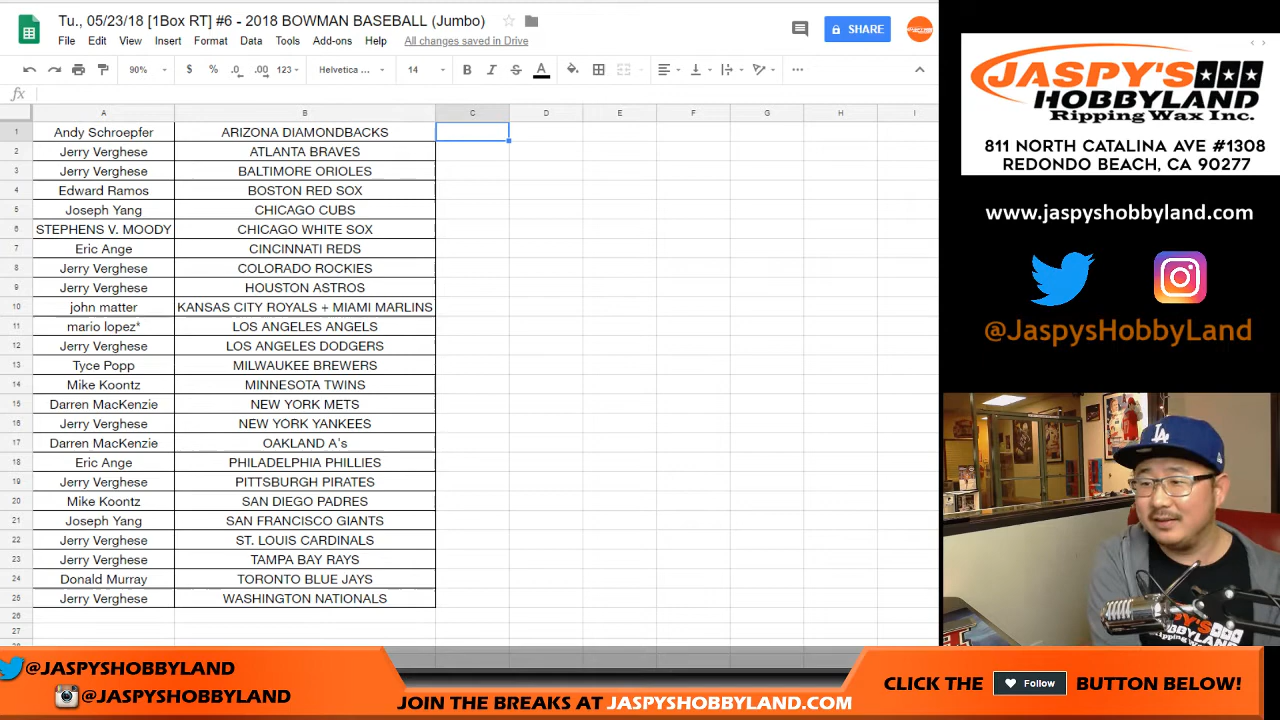 Tu., 05/23/18 [1Box RT] #6 - 2018 BOWMAN BASEBALL (Jumbo)
File Edit View Insert Format Data Tools Add-ons Help All changes saved in Drive
SHARE
90% $ % .0 .00 123 Helvetica ... 14 B I S A
fx
A B C D E F G H I
1 Andy Schroepfer ARIZONA DIAMONDBACKS
2 Jerry Verghese ATLANTA BRAVES
3 Jerry Verghese BALTIMORE ORIOLES
4 Edward Ramos BOSTON RED SOX
5 Joseph Yang CHICAGO CUBS
6 STEPHENS V. MOODY CHICAGO WHITE SOX
7 Eric Ange CINCINNATI REDS
8 Jerry Verghese COLORADO ROCKIES
9 Jerry Verghese HOUSTON ASTROS
10 john matter KANSAS CITY ROYALS + MIAMI MARLINS
11 mario lopez* LOS ANGELES ANGELS
12 Jerry Verghese LOS ANGELES DODGERS
13 Tyce Popp MILWAUKEE BREWERS
14 Mike Koontz MINNESOTA TWINS
15 Darren MacKenzie NEW YORK METS
16 Jerry Verghese NEW YORK YANKEES
17 Darren MacKenzie OAKLAND A's
18 Eric Ange PHILADELPHIA PHILLIES
19 Jerry Verghese PITTSBURGH PIRATES
20 Mike Koontz SAN DIEGO PADRES
21 Joseph Yang SAN FRANCISCO GIANTS
22 Jerry Verghese ST. LOUIS CARDINALS
23 Jerry Verghese TAMPA BAY RAYS
24 Donald Murray TORONTO BLUE JAYS
25 Jerry Verghese WASHINGTON NATIONALS
26
27
JASPY'S
HOBBYLAND
Ripping Wax Inc.
811 NORTH CATALINA AVE #1308
REDONDO BEACH, CA 90277
www.jaspyshobbyland.com
@JaspysHobbyLand
LA
JASPY'S
HOBBYLAND
Ripping Wax
@JASPYSHOBBYLAND
@JASPYSHOBBYLAND
JOIN THE BREAKS AT JASPYSHOBBYLAND.COM
CLICK THE Follow BUTTON BELOW!